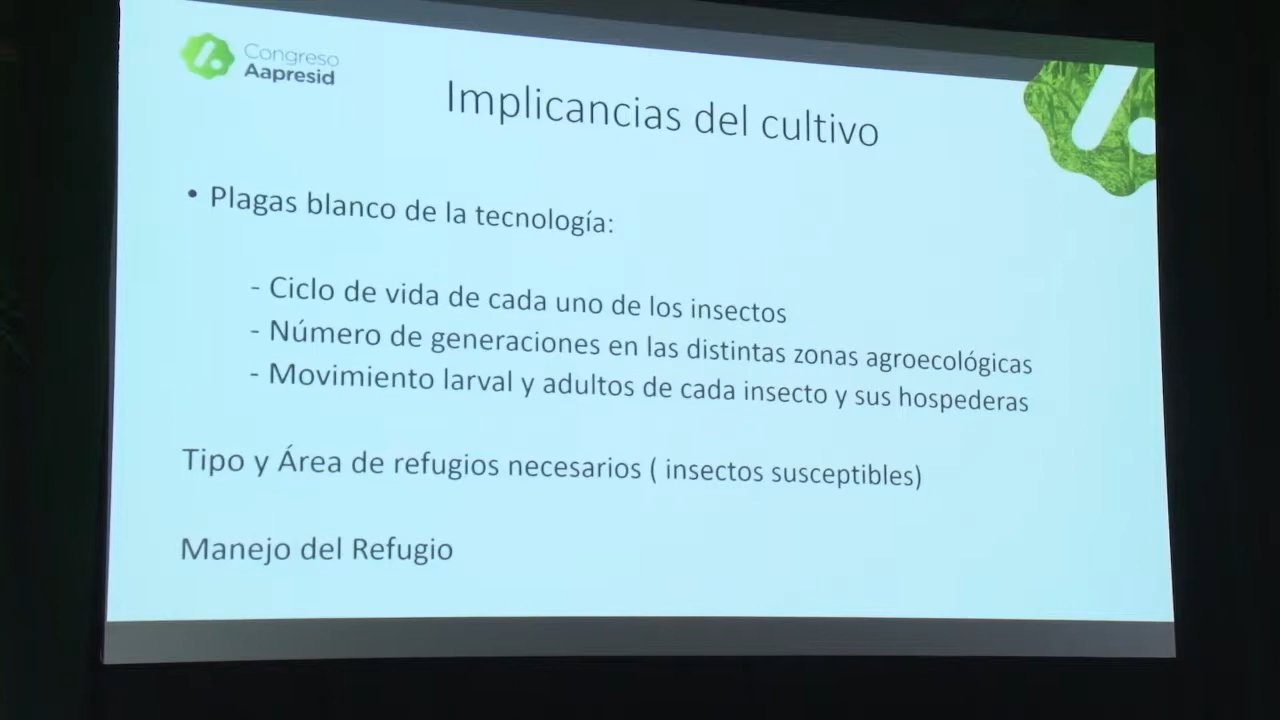 Congreso
Aapresid
Implicancias del cultivo
• Plagas blanco de la tecnología:
- Ciclo de vida de cada uno de los insectos
- Número de generaciones en las distintas zonas agroecológicas
- Movimiento larval y adultos de cada insecto y sus hospederas
Tipo y Área de refugios necesarios ( insectos susceptibles)
Manejo del Refugio